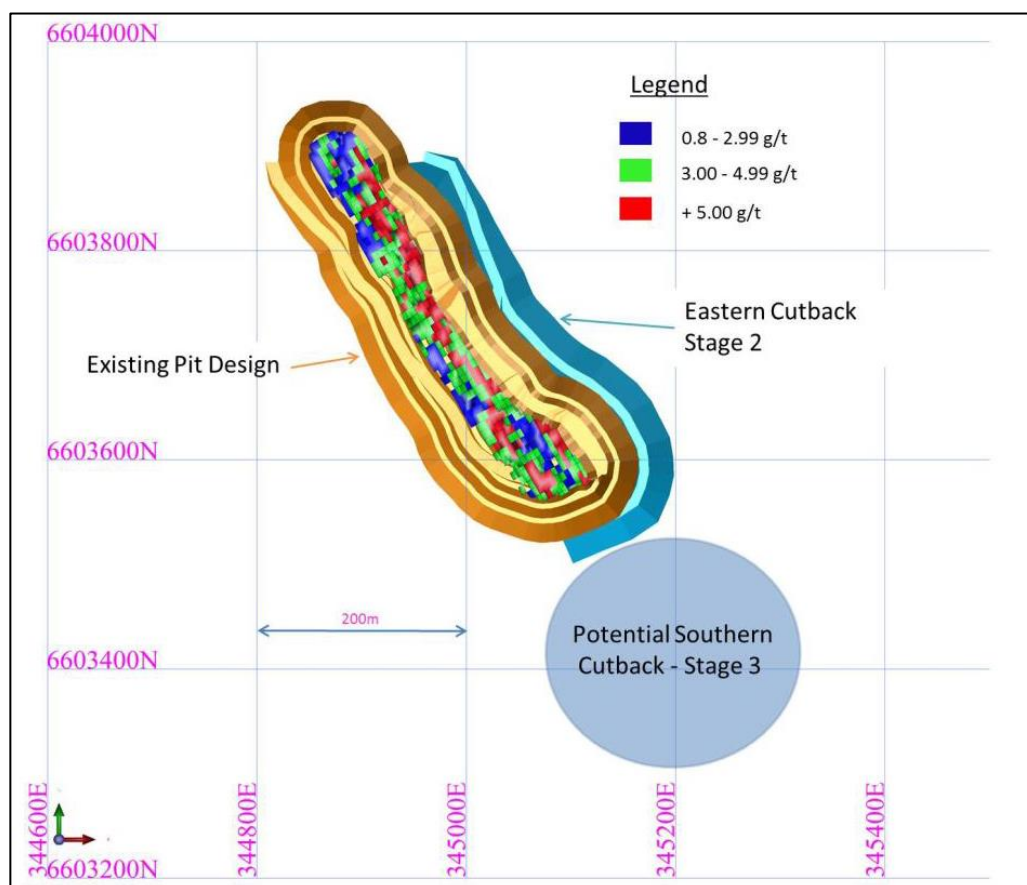 6604000N
Legend
0.8 - 2.99 g/t
3.00 - 4.99 g/t
+ 5.00 g/t
6603800N
Eastern Cutback
Stage 2
Existing Pit Design
6603600N
200m
Potential Southern
Cutback - Stage 3
6603400N
344600E
344800E
345000E
345200E
345400E
6603200N